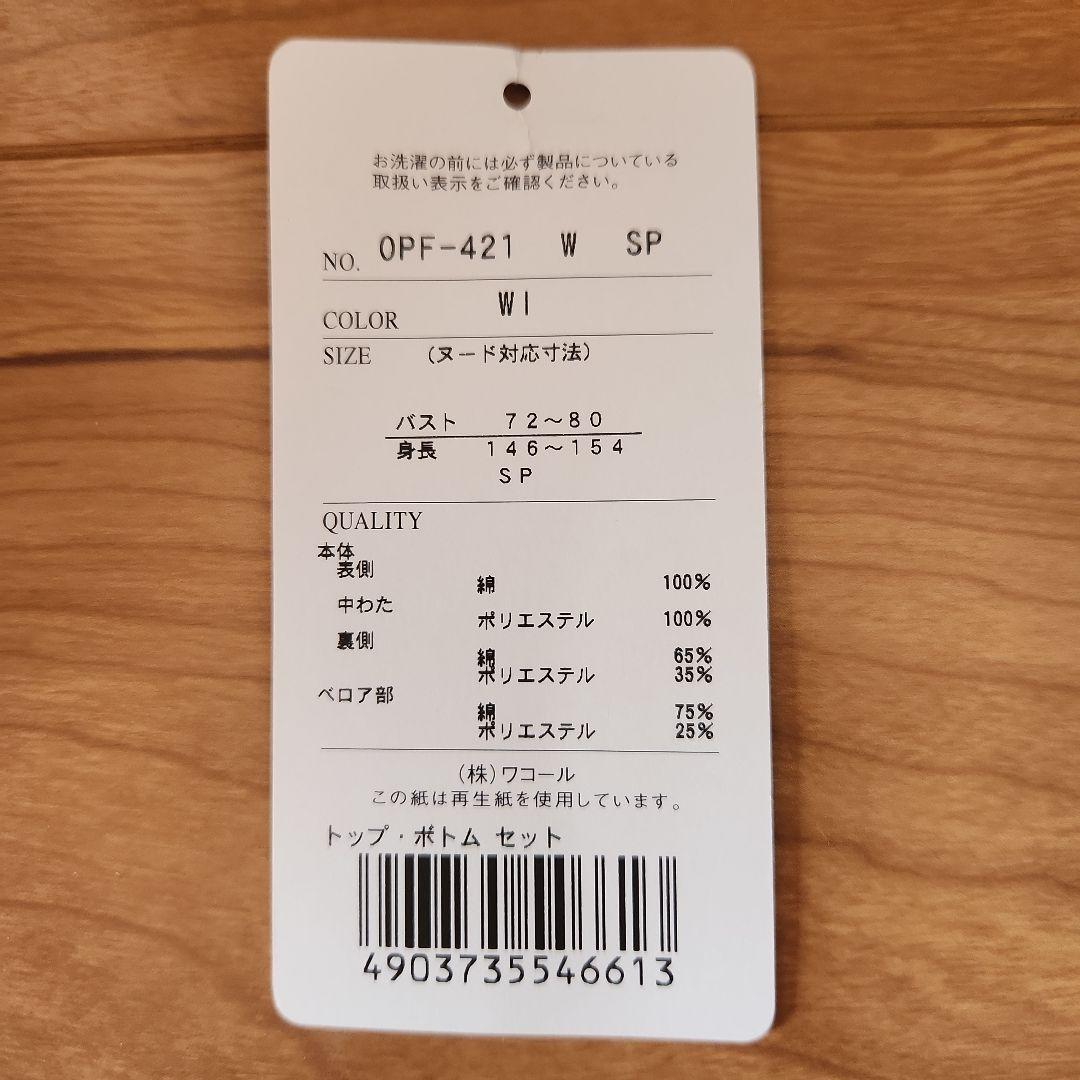 お洗濯の前には必ず製品についている
取扱い表示をご確認ください。
NO. OPF-421 W SP
COLOR WI
SIZE (ヌード対応寸法)
バスト 72～80
身長 146～154
SP
QUALITY
本体
表側
綿 100%
中わた
ポリエステル 100%
裏側
綿 65%
ポリエステル 35%
ベロア部
綿 75%
ポリエステル 25%
(株)ワコール
この紙は再生紙を使用しています。
トップ・ボトム セット
4903735546613